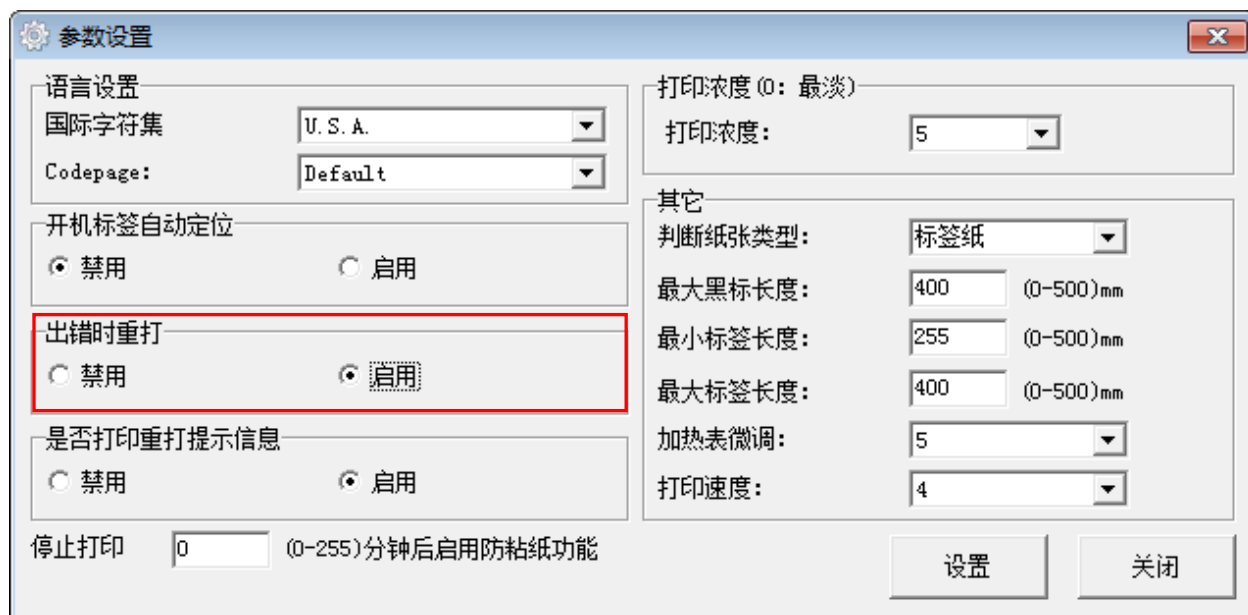 参数设置
语言设置
国际字符集 U.S.A.
Codepage: Default
开机标签自动定位
禁用 启用
出错时重打
禁用 启用
是否打印重打提示信息
禁用 启用
停止打印 0 (0-255)分钟后启用防粘纸功能
打印浓度(0: 最淡)
打印浓度: 5
其它
判断纸张类型: 标签纸
最大黑标长度: 400 (0-500)mm
最小标签长度: 255 (0-500)mm
最大标签长度: 400 (0-500)mm
加热表微调: 5
打印速度: 4
设置 关闭